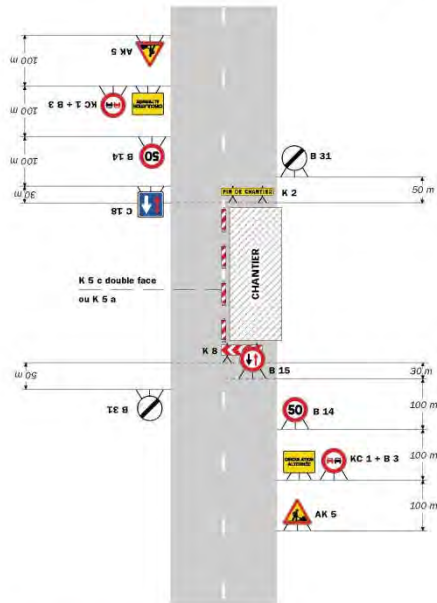 AK 5
100 m
KC 1 + B 3
CIRCULATION
ALTERNÉE
100 m
B 14
50
100 m
C 18
30 m
B 31
K 2
FIN DE CHANTIER
50 m
CHANTIER
K 5 c double face
ou K 5 a
K 8
B 15
50 m
B 31
30 m
50
B 14
100 m
CIRCULATION
ALTERNÉE
KC 1 + B 3
100 m
AK 5
100 m